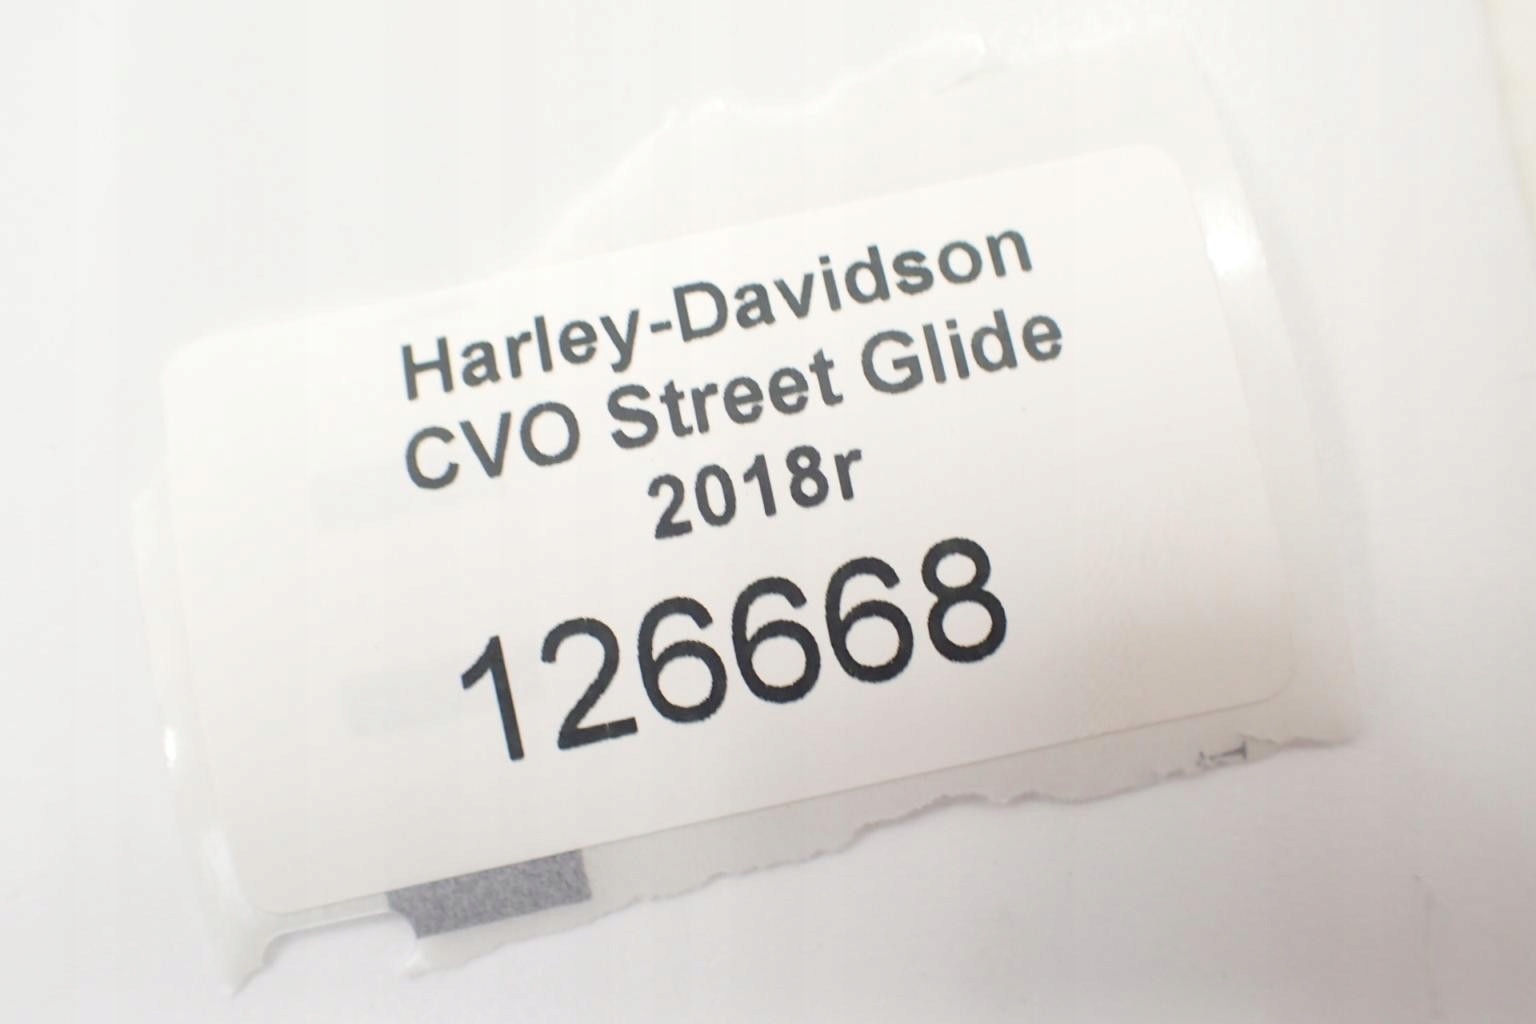 Harley-Davidson
CVO Street Glide
2018r
126668